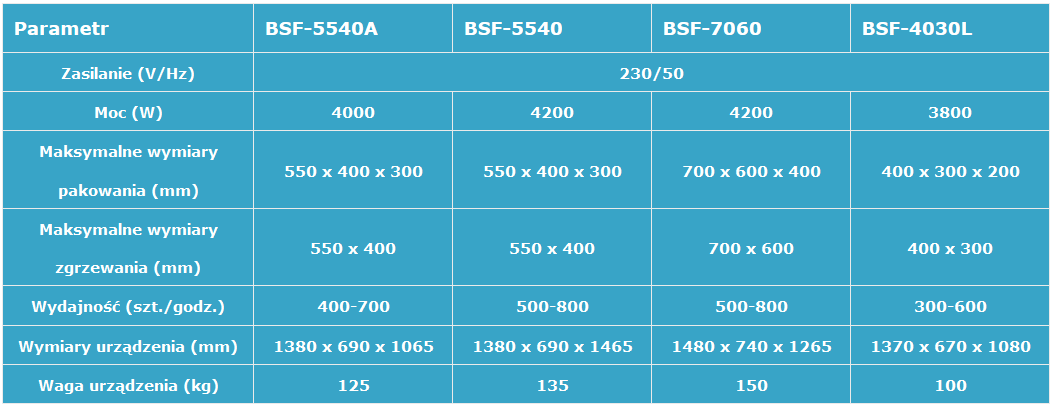 Parametr BSF-5540A BSF-5540 BSF-7060 BSF-4030L
Zasilanie (V/Hz) 230/50
Moc (W) 4000 4200 4200 3800
Maksymalne wymiary
pakowania (mm) 550 x 400 x 300 550 x 400 x 300 700 x 600 x 400 400 x 300 x 200
Maksymalne wymiary
zgrzewania (mm) 550 x 400 550 x 400 700 x 600 400 x 300
Wydajność (szt./godz.) 400-700 500-800 500-800 300-600
Wymiary urządzenia (mm) 1380 x 690 x 1065 1380 x 690 x 1465 1480 x 740 x 1265 1370 x 670 x 1080
Waga urządzenia (kg) 125 135 150 100